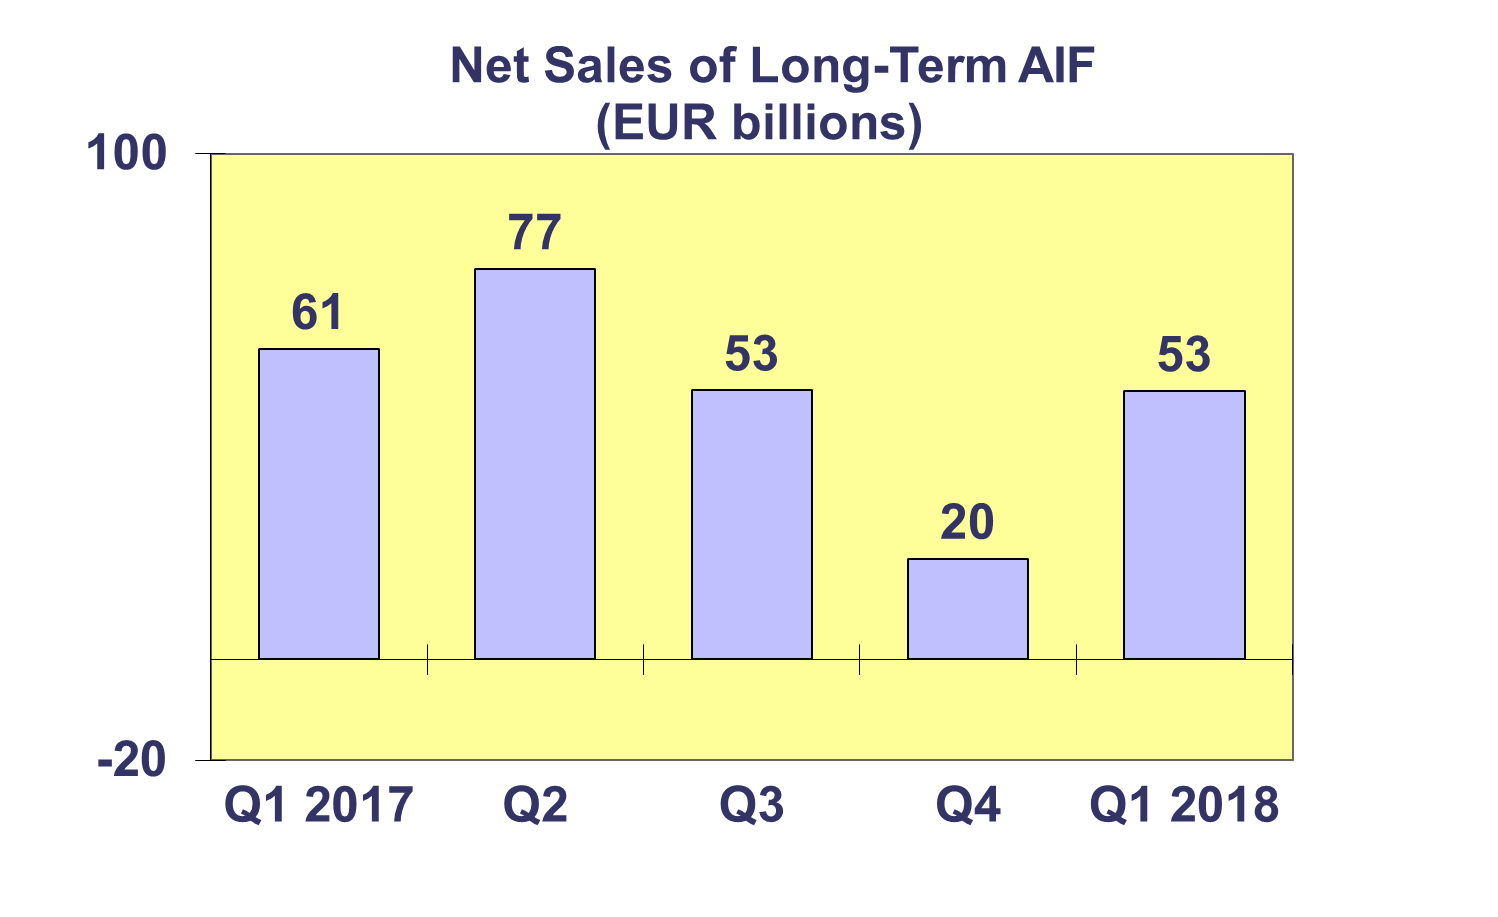 Net Sales of Long-Term AIF
(EUR billions)
100
77
61
53
53
20
-20
Q1 2017 Q2 Q3 Q4 Q1 2018